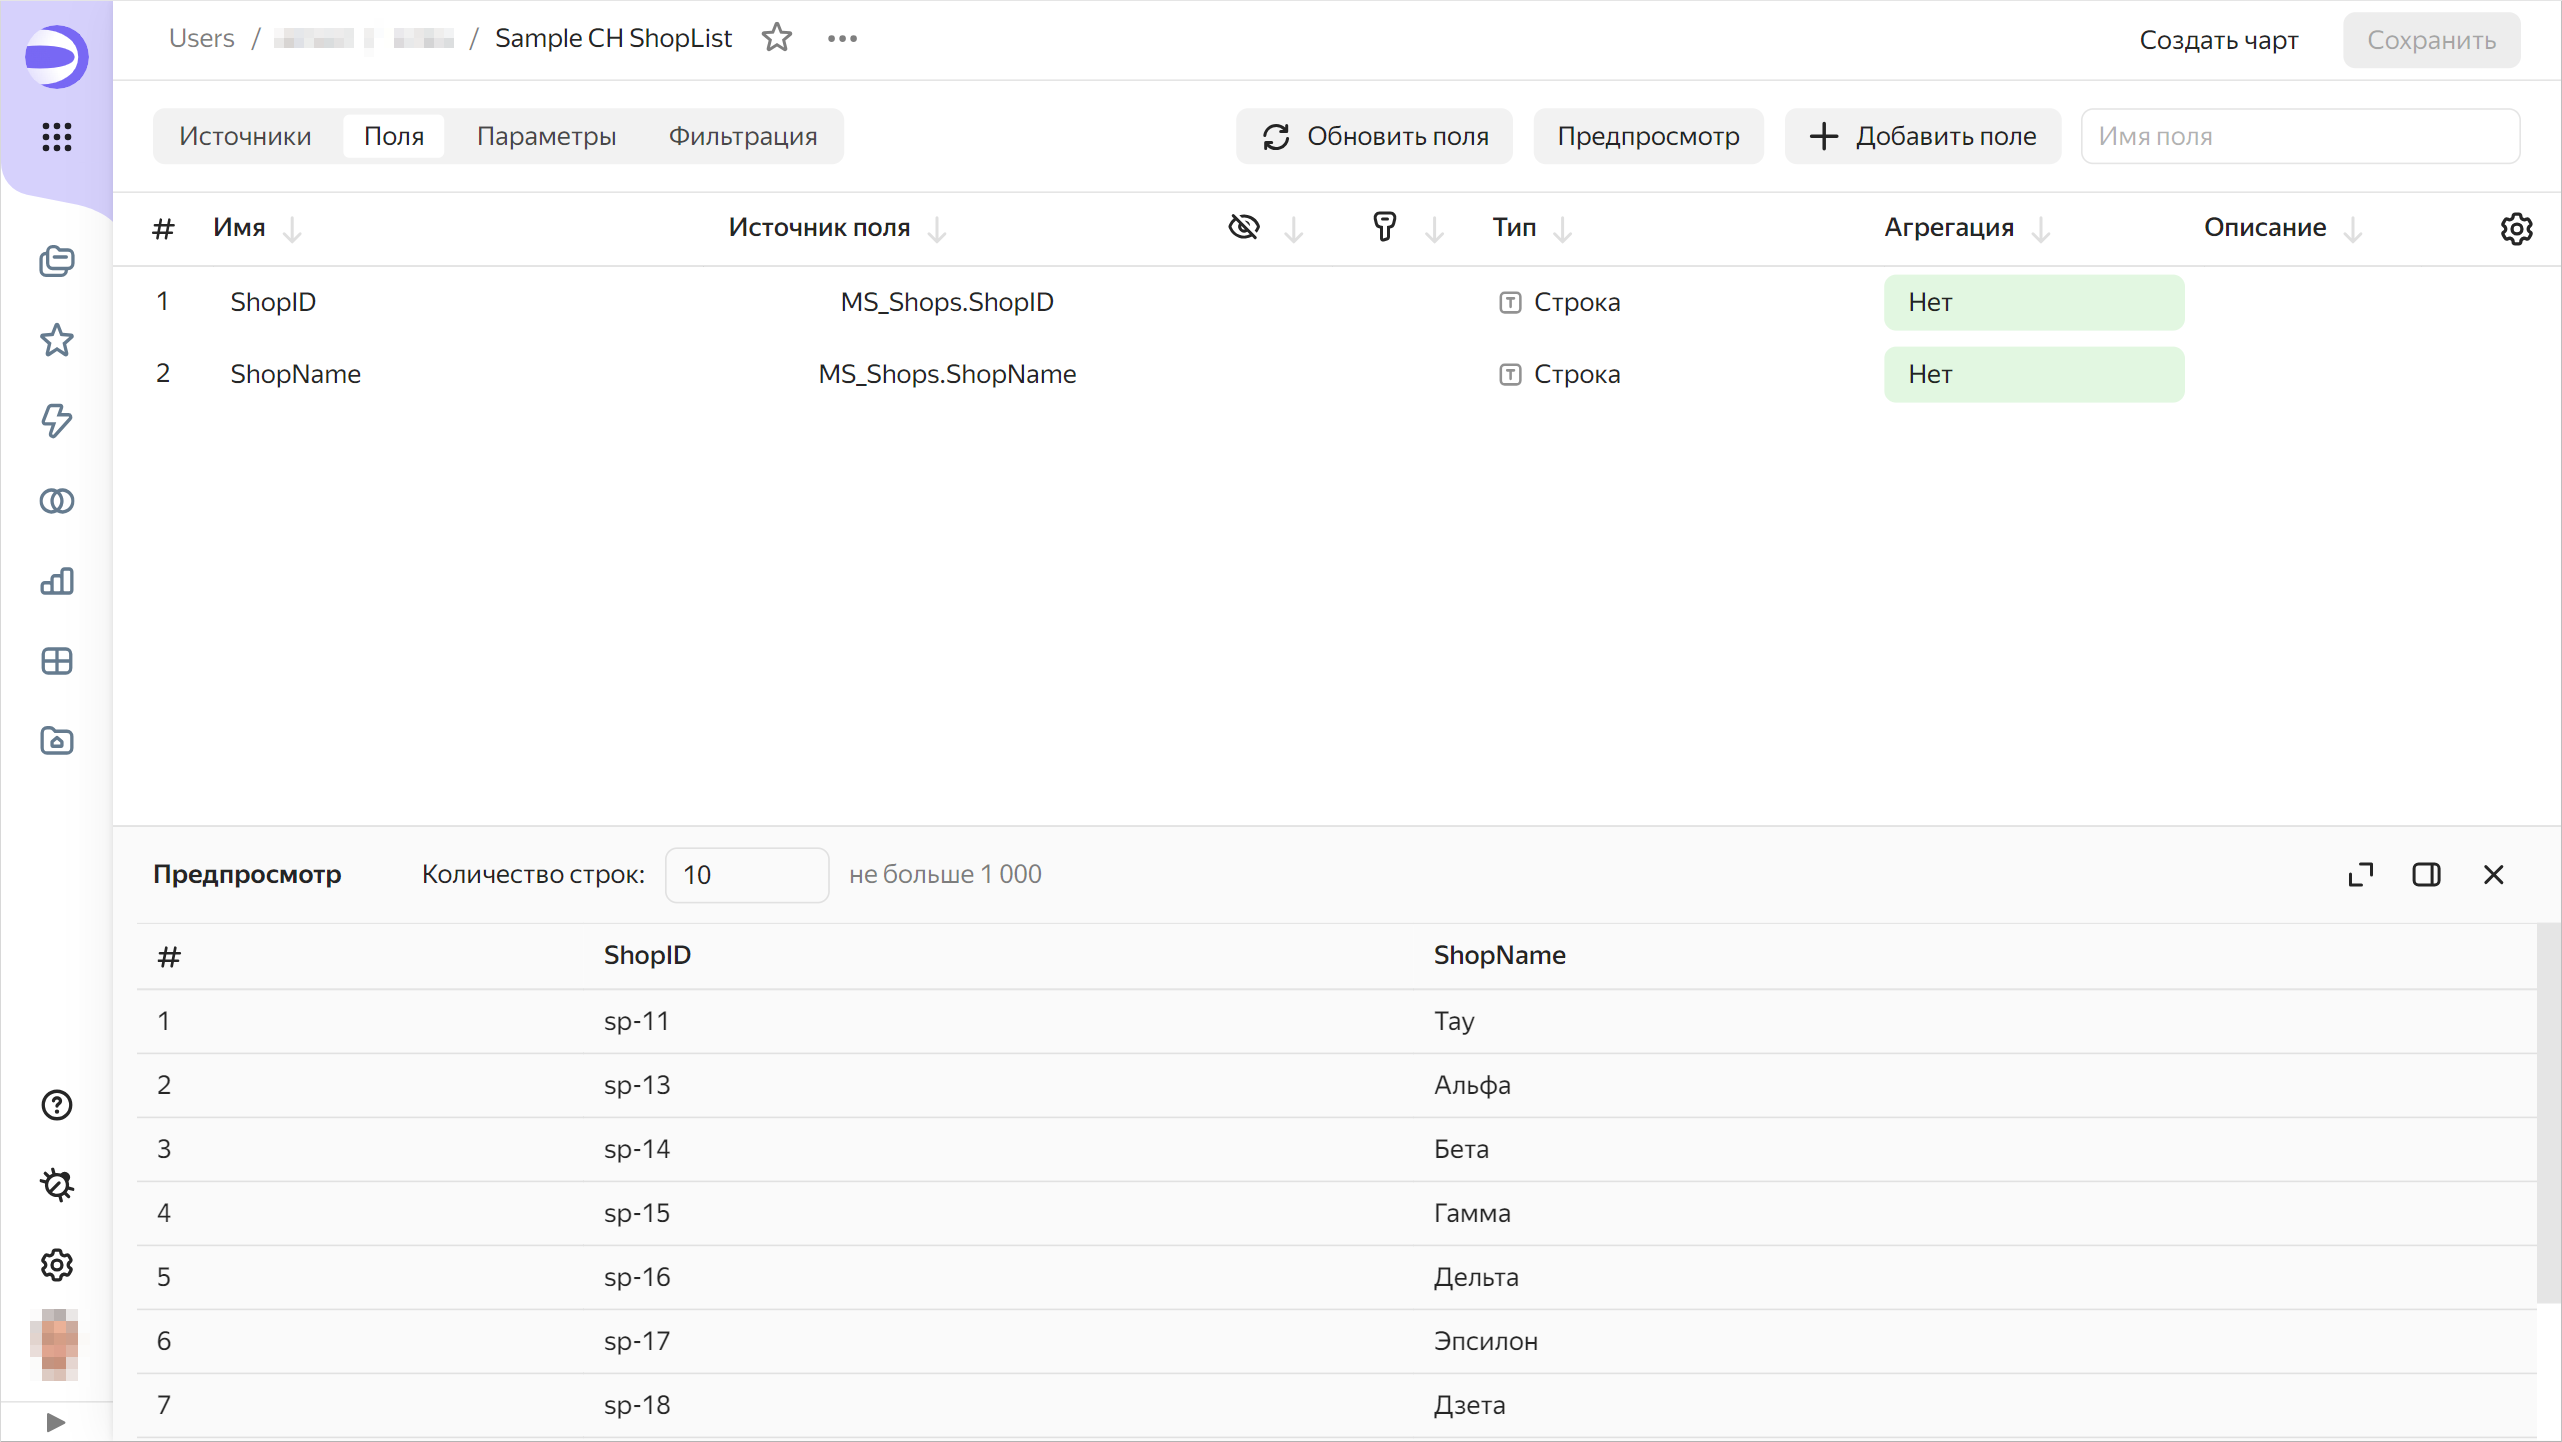 Users / / Sample CH ShopList
Создать чарт
Сохранить
Источники Поля Параметры Фильтрация
Обновить поля
Предпросмотр
Добавить поле
Имя поля
# Имя Источник поля Тип Агрегация Описание
1 ShopID MS_Shops.ShopID Строка Нет
2 ShopName MS_Shops.ShopName Строка Нет
Предпросмотр Количество строк: 10 не больше 1 000
# ShopID ShopName
1 sp-11 Тау
2 sp-13 Альфа
3 sp-14 Бета
4 sp-15 Гамма
5 sp-16 Дельта
6 sp-17 Эпсилон
7 sp-18 Дзета